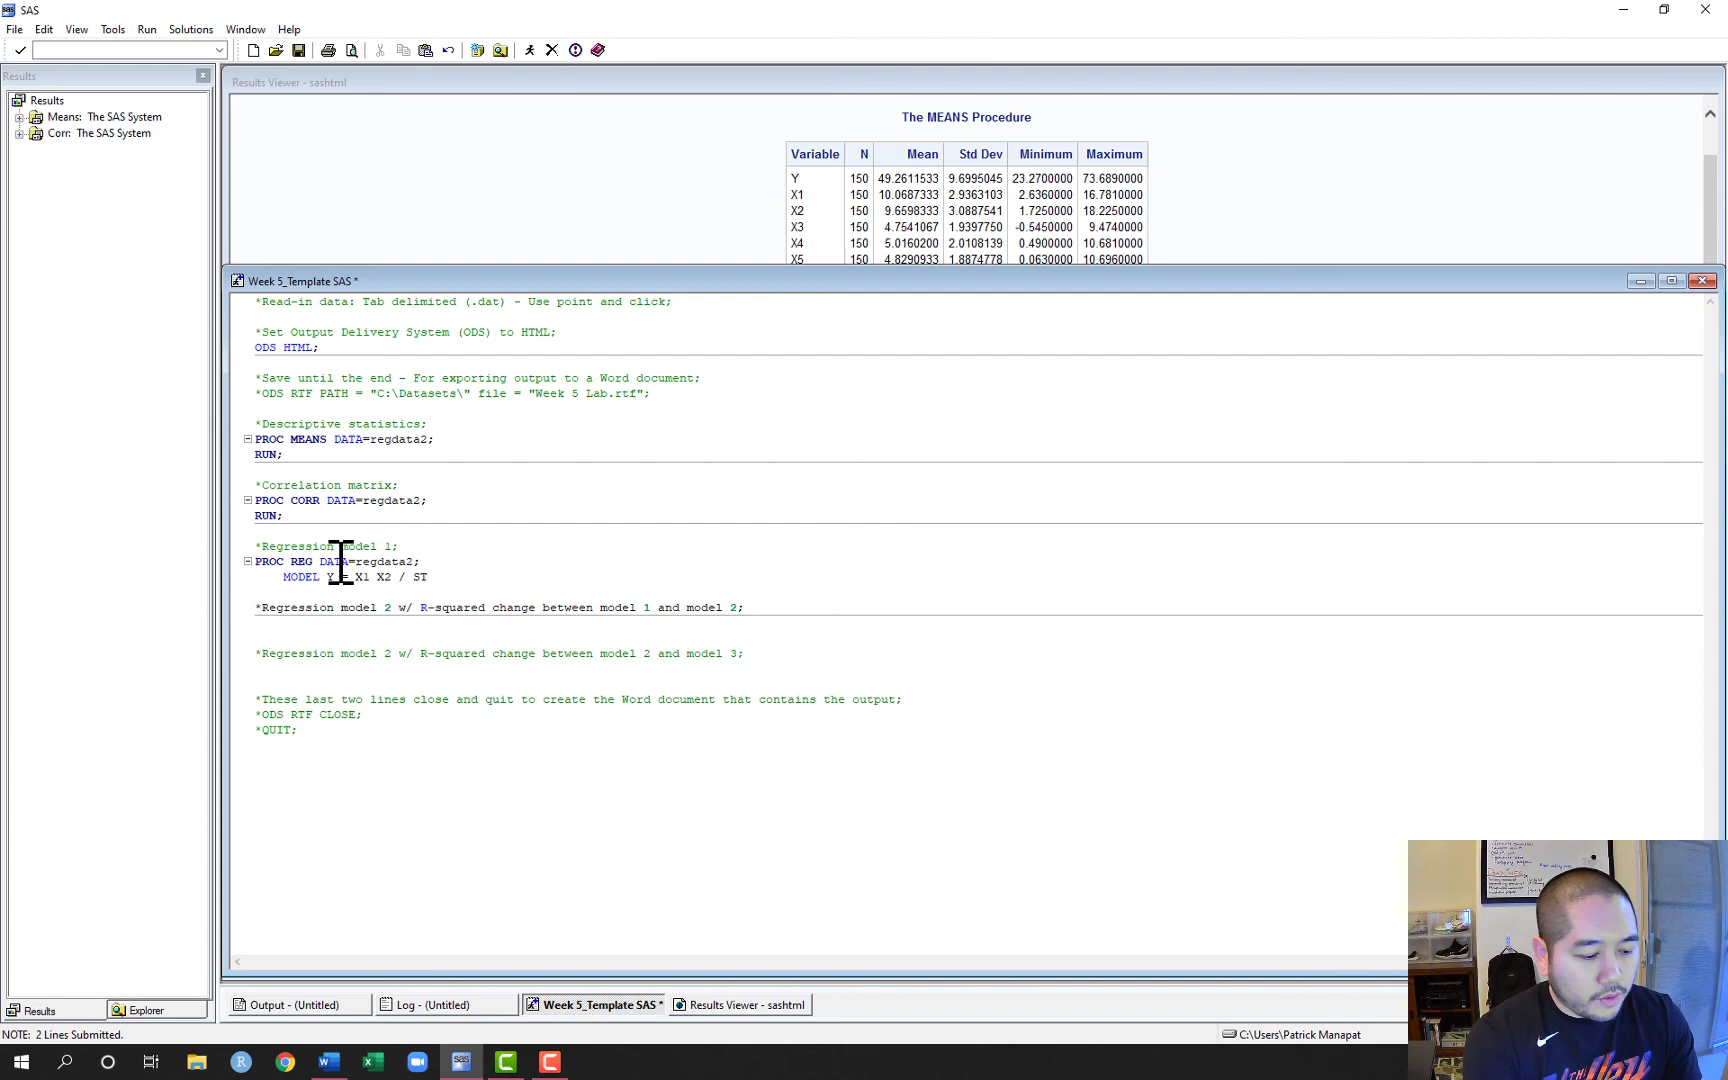 SAS
File Edit View Tools Run Solutions Window Help
Results
Results Viewer - sashtml
Results
Means: The SAS System
Corr: The SAS System
The MEANS Procedure
Variable N Mean Std Dev Minimum Maximum
Y 150 49.2611533 9.6995045 23.2700000 73.6890000
X1 150 10.0687333 2.9363103 2.6360000 16.7810000
X2 150 9.6598333 3.0887541 1.7250000 18.2250000
X3 150 4.7541067 1.9397750 -0.5450000 9.4740000
X4 150 5.0160200 2.0108139 0.4900000 10.6810000
X5 150 4.8290933 1.8874778 0.0630000 10.6960000
Week 5_Template SAS *
*Read-in data: Tab delimited (.dat) - Use point and click;
*Set Output Delivery System (ODS) to HTML;
ODS HTML;
*Save until the end - For exporting output to a Word document;
*ODS RTF PATH = "C:\Datasets\" file = "Week 5 Lab.rtf";
*Descriptive statistics;
PROC MEANS DATA=regdata2;
RUN;
*Correlation matrix;
PROC CORR DATA=regdata2;
RUN;
*Regression model 1;
PROC REG DATA=regdata2;
MODEL Y = X1 X2 / ST
*Regression model 2 w/ R-squared change between model 1 and model 2;
*Regression model 2 w/ R-squared change between model 2 and model 3;
*These last two lines close and quit to create the Word document that contains the output;
*ODS RTF CLOSE;
*QUIT;
Results Explorer
Output - (Untitled) Log - (Untitled) Week 5_Template SAS * Results Viewer - sashtml
NOTE: 2 Lines Submitted.
C:\Users\Patrick Manapat